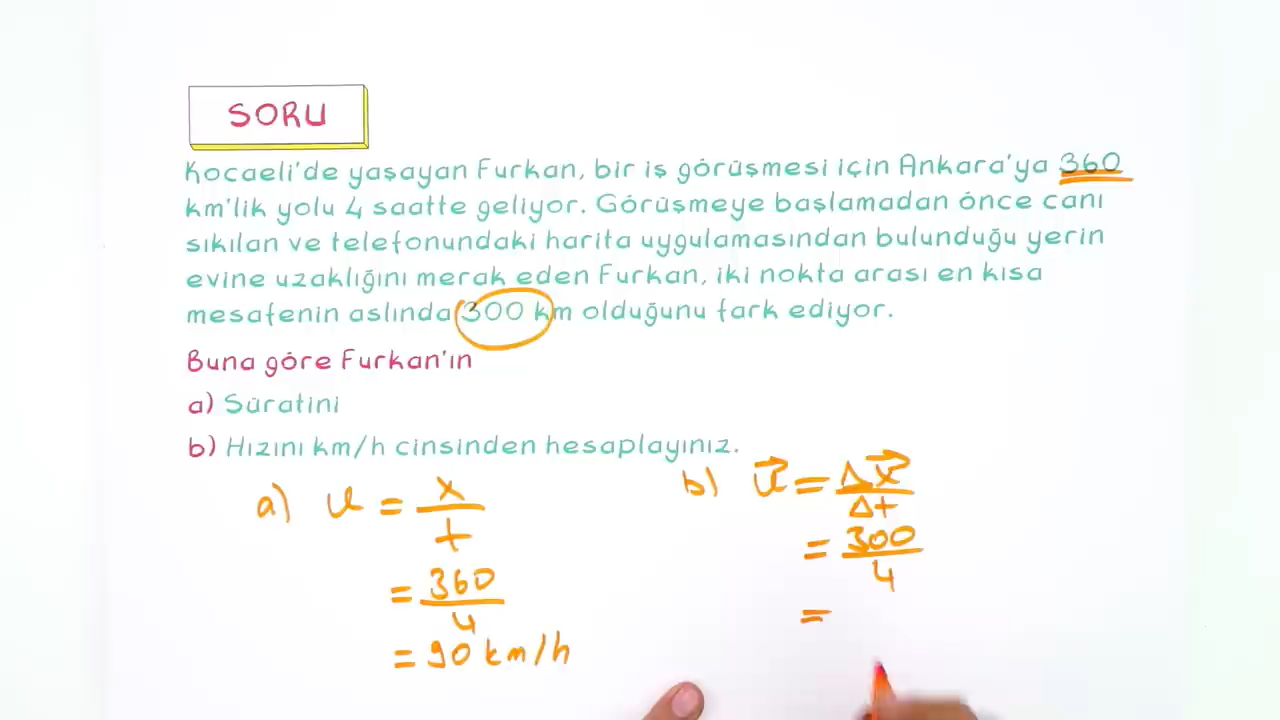 SORU
Kocaeli'de yaşayan Furkan, bir iş görüşmesi için Ankara'ya 360
km'lik yolu 4 saatte geliyor. Görüşmeye başlamadan önce canı
sıkılan ve telefonundaki harita uygulamasından bulunduğu yerin
evine uzaklığını merak eden Furkan, iki nokta arası en kısa
mesafenin aslında 300 km olduğunu fark ediyor.
Buna göre Furkan'ın
a) Süratini
b) Hızını km/h cinsinden hesaplayınız.
a) v = x / t
= 360 / 4
= 90 km/h
b) v⃗ = Δx⃗ / Δt
= 300 / 4
=